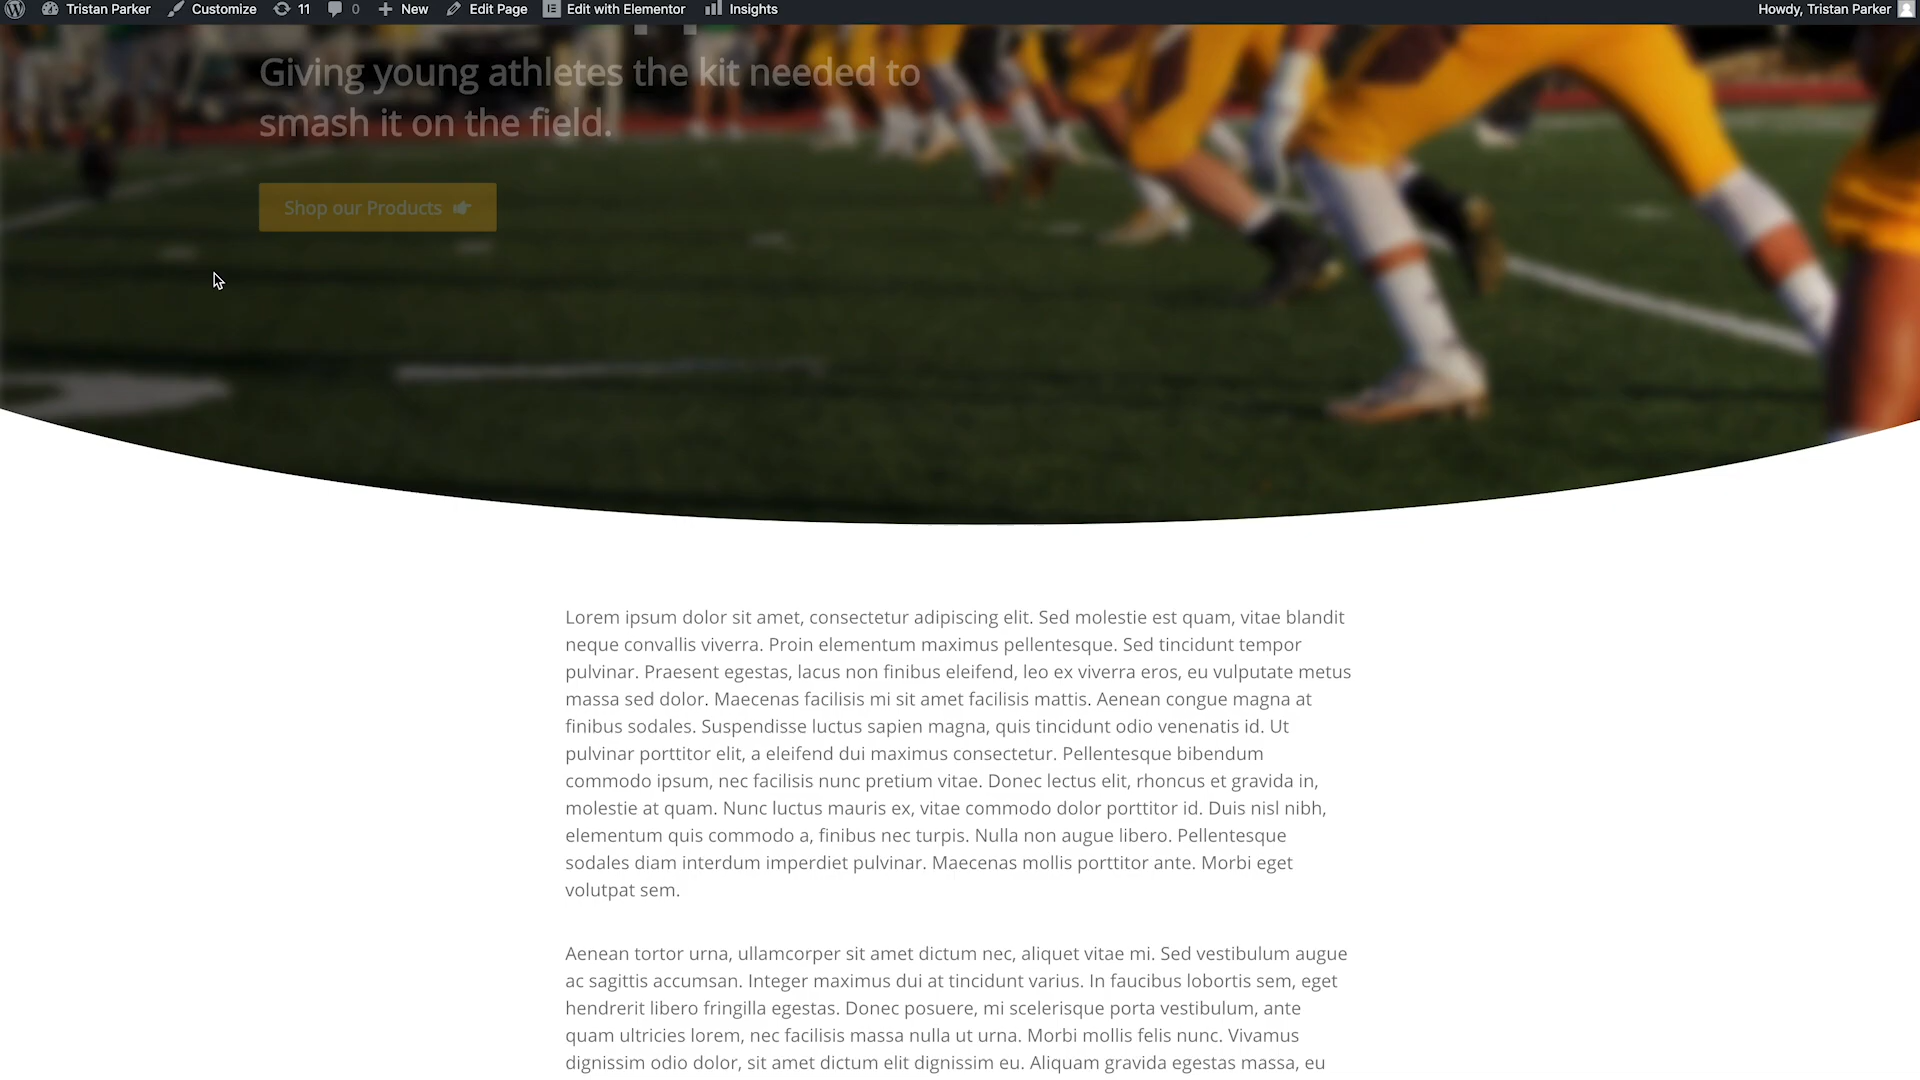 Tristan Parker Customize 11 0 New Edit Page Edit with Elementor Insights Howdy, Tristan Parker
Giving young athletes the kit needed to
smash it on the field.
Shop our Products
Lorem ipsum dolor sit amet, consectetur adipiscing elit. Sed molestie est quam, vitae blandit
neque convallis viverra. Proin elementum maximus pellentesque. Sed tincidunt tempor
pulvinar. Praesent egestas, lacus non finibus eleifend, leo ex viverra eros, eu vulputate metus
massa sed dolor. Maecenas facilisis mi sit amet facilisis mattis. Aenean congue magna at
finibus sodales. Suspendisse luctus sapien magna, quis tincidunt odio venenatis id. Ut
pulvinar porttitor elit, a eleifend dui maximus consectetur. Pellentesque bibendum
commodo ipsum, nec facilisis nunc pretium vitae. Donec lectus elit, rhoncus et gravida in,
molestie at quam. Nunc luctus mauris ex, vitae commodo dolor porttitor id. Duis nisl nibh,
elementum quis commodo a, finibus nec turpis. Nulla non augue libero. Pellentesque
sodales diam interdum imperdiet pulvinar. Maecenas mollis porttitor ante. Morbi eget
volutpat sem.
Aenean tortor urna, ullamcorper sit amet dictum nec, aliquet vitae mi. Sed vestibulum augue
ac sagittis accumsan. Integer maximus dui at tincidunt varius. In faucibus lobortis sem, eget
hendrerit libero fringilla egestas. Donec posuere, mi scelerisque porta vestibulum, ante
quam ultricies lorem, nec facilisis massa nulla ut urna. Morbi mollis felis nunc. Vivamus
dignissim odio dolor, sit amet dictum elit dignissim eu. Aliquam gravida egestas massa, eu